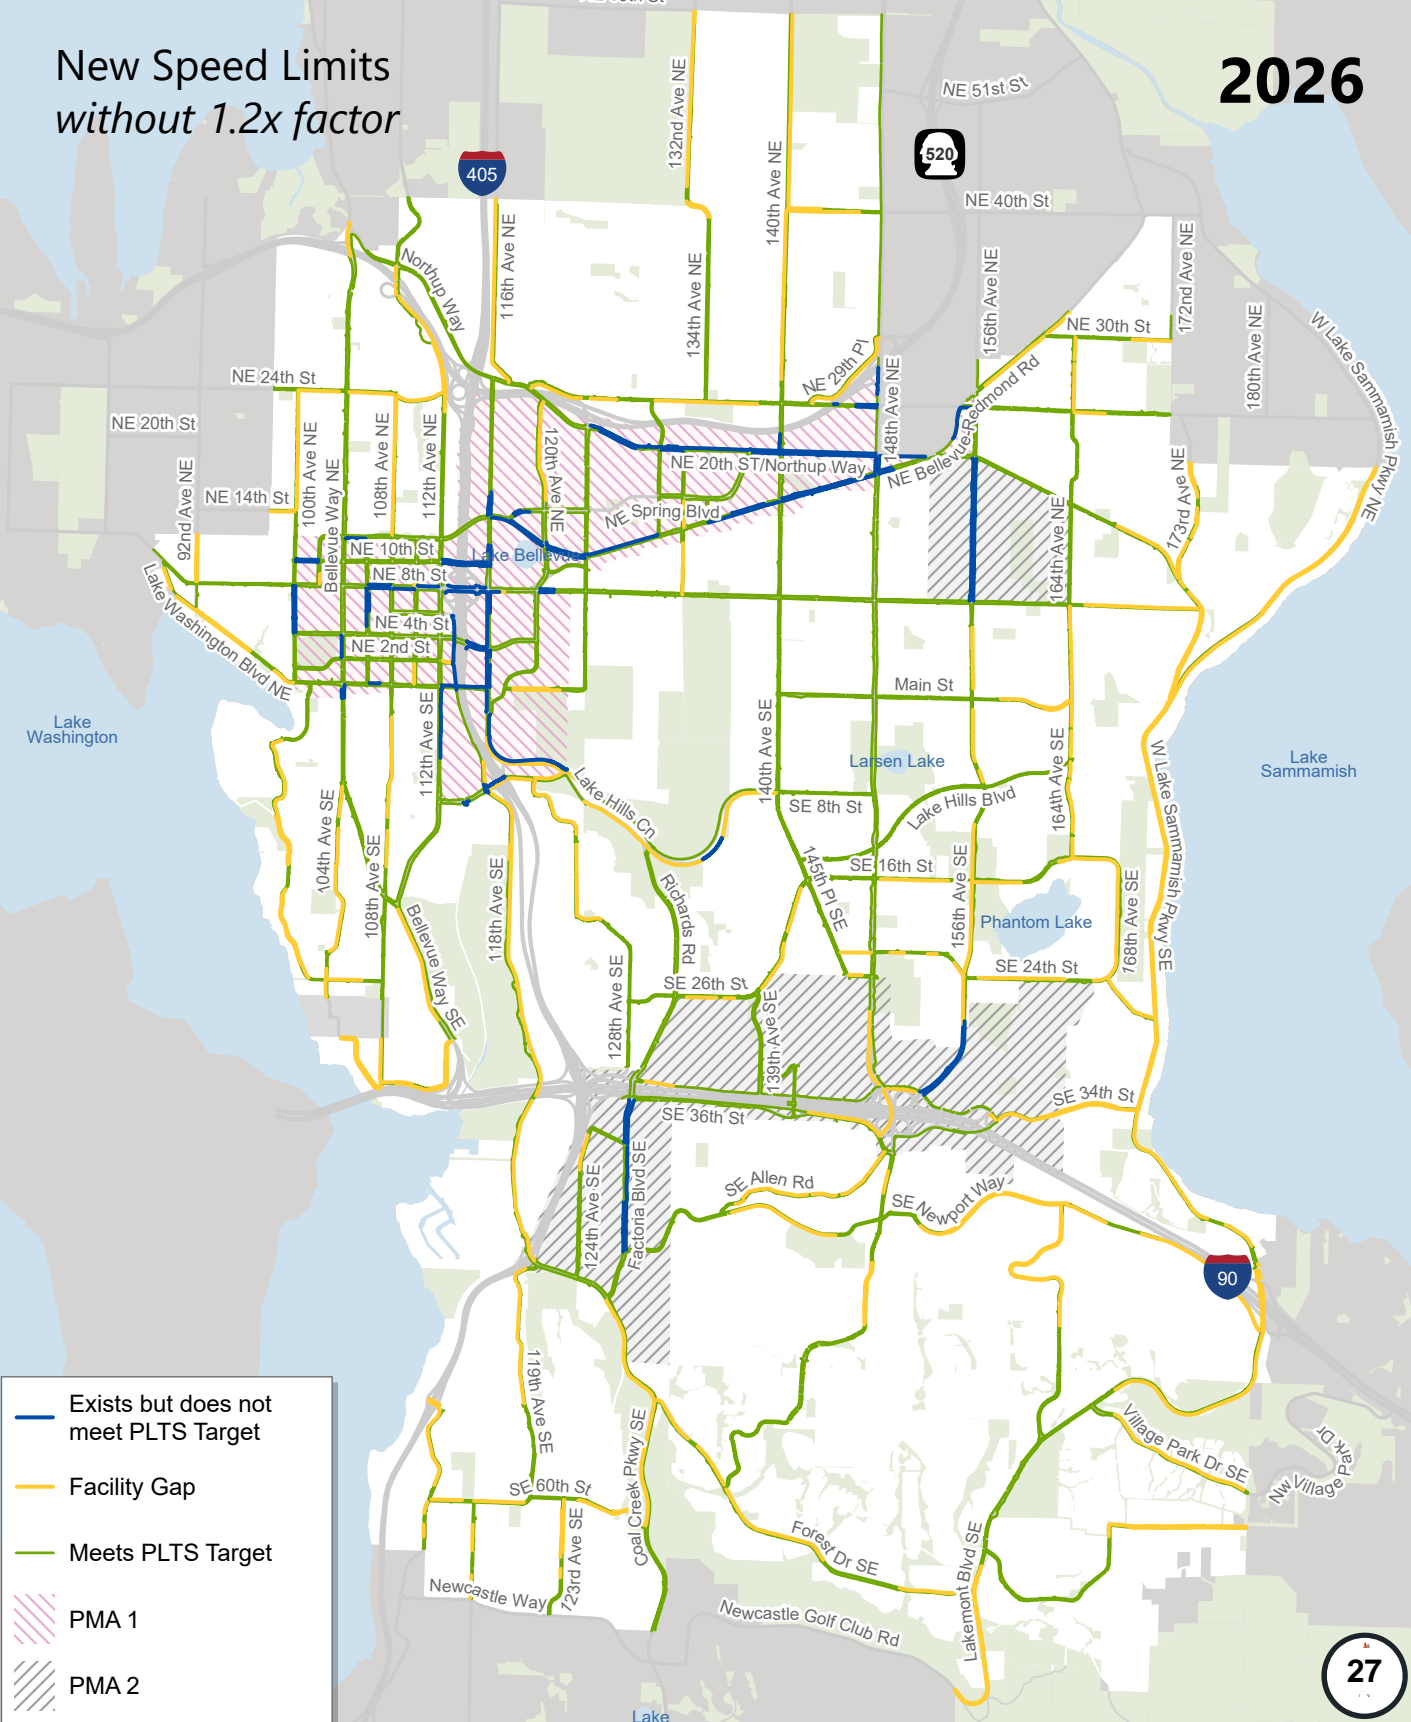 New Speed Limits
without 1.2x factor
2026
132nd Ave NE
NE 51st St
520
405
140th Ave NE
NE 40th St
116th Ave NE
Northup Way
134th Ave NE
156th Ave NE
172nd Ave NE
NE 30th St
180th Ave NE
W Lake Sammamish Pkwy NE
NE 29th Pl
NE 24th St
148th Ave NE
NE Bellevue-Redmond Rd
NE 20th St
92nd Ave NE
NE 14th St
100th Ave NE
Bellevue Way NE
108th Ave NE
112th Ave NE
120th Ave NE
NE 20th ST/Northup Way
NE Spring Blvd
173rd Ave NE
164th Ave NE
NE 10th St
Lake Bellevue
NE 8th St
NE 4th St
NE 2nd St
Lake Washington Blvd NE
Lake
Washington
Main St
112th Ave SE
140th Ave SE
Larsen Lake
164th Ave SE
W Lake Sammamish Pkwy SE
Lake
Sammamish
104th Ave SE
108th Ave SE
Lake Hills Cn
SE 8th St
Lake Hills Blvd
145th Pl SE
SE 16th St
156th Ave SE
118th Ave SE
Richards Rd
Phantom Lake
168th Ave SE
Bellevue Way SE
128th Ave SE
SE 26th St
139th Ave SE
SE 24th St
SE 34th St
SE 36th St
124th Ave SE
Factoria Blvd SE
SE Allen Rd
SE Newport Way
90
119th Ave SE
Coal Creek Pkwy SE
Village Park Dr SE
Nw Village Park Dr
SE 60th St
123rd Ave SE
Forest Dr SE
Lakemont Blvd SE
Newcastle Way
Newcastle Golf Club Rd
Lake
Exists but does not
meet PLTS Target
Facility Gap
Meets PLTS Target
PMA 1
PMA 2
27